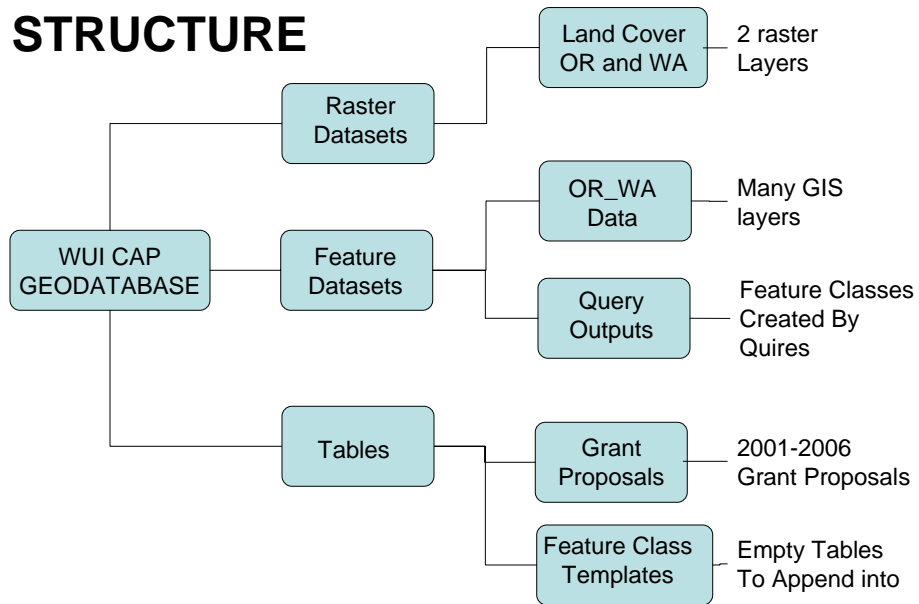 STRUCTURE
Land Cover
OR and WA
2 raster
Layers
Raster
Datasets
OR_WA
Data
Many GIS
layers
WUI CAP
GEODATABASE
Feature
Datasets
Query
Outputs
Feature Classes
Created By
Quires
Tables
Grant
Proposals
2001-2006
Grant Proposals
Feature Class
Templates
Empty Tables
To Append into